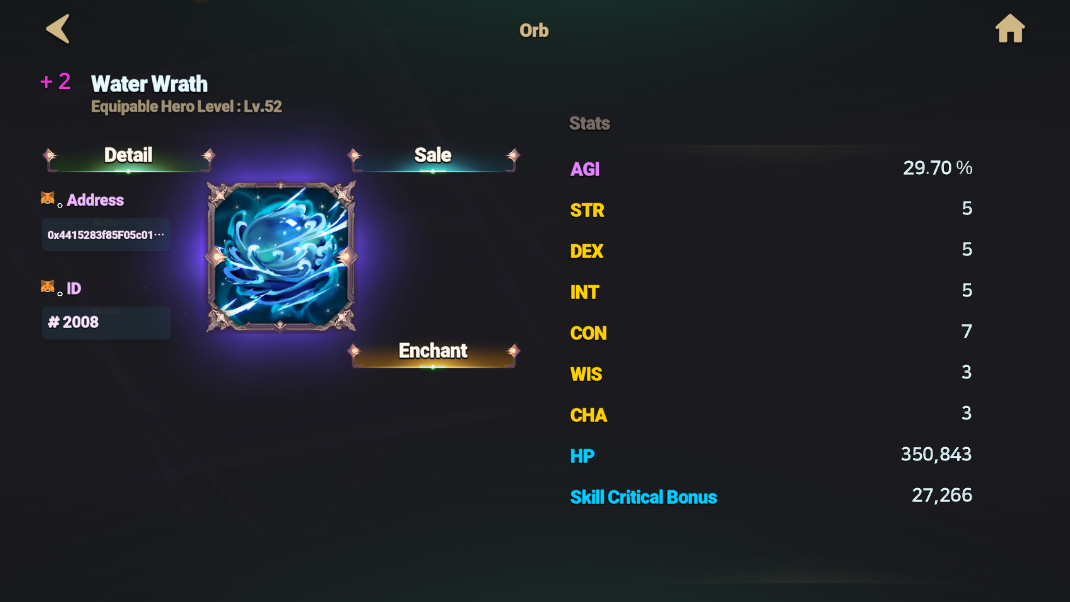 Orb
+ 2
Water Wrath
Equipable Hero Level : Lv.52
Detail
Sale
Address
0x4415283f85F05c01···
ID
# 2008
Enchant
Stats
AGI 29.70 %
STR 5
DEX 5
INT 5
CON 7
WIS 3
CHA 3
HP 350,843
Skill Critical Bonus 27,266